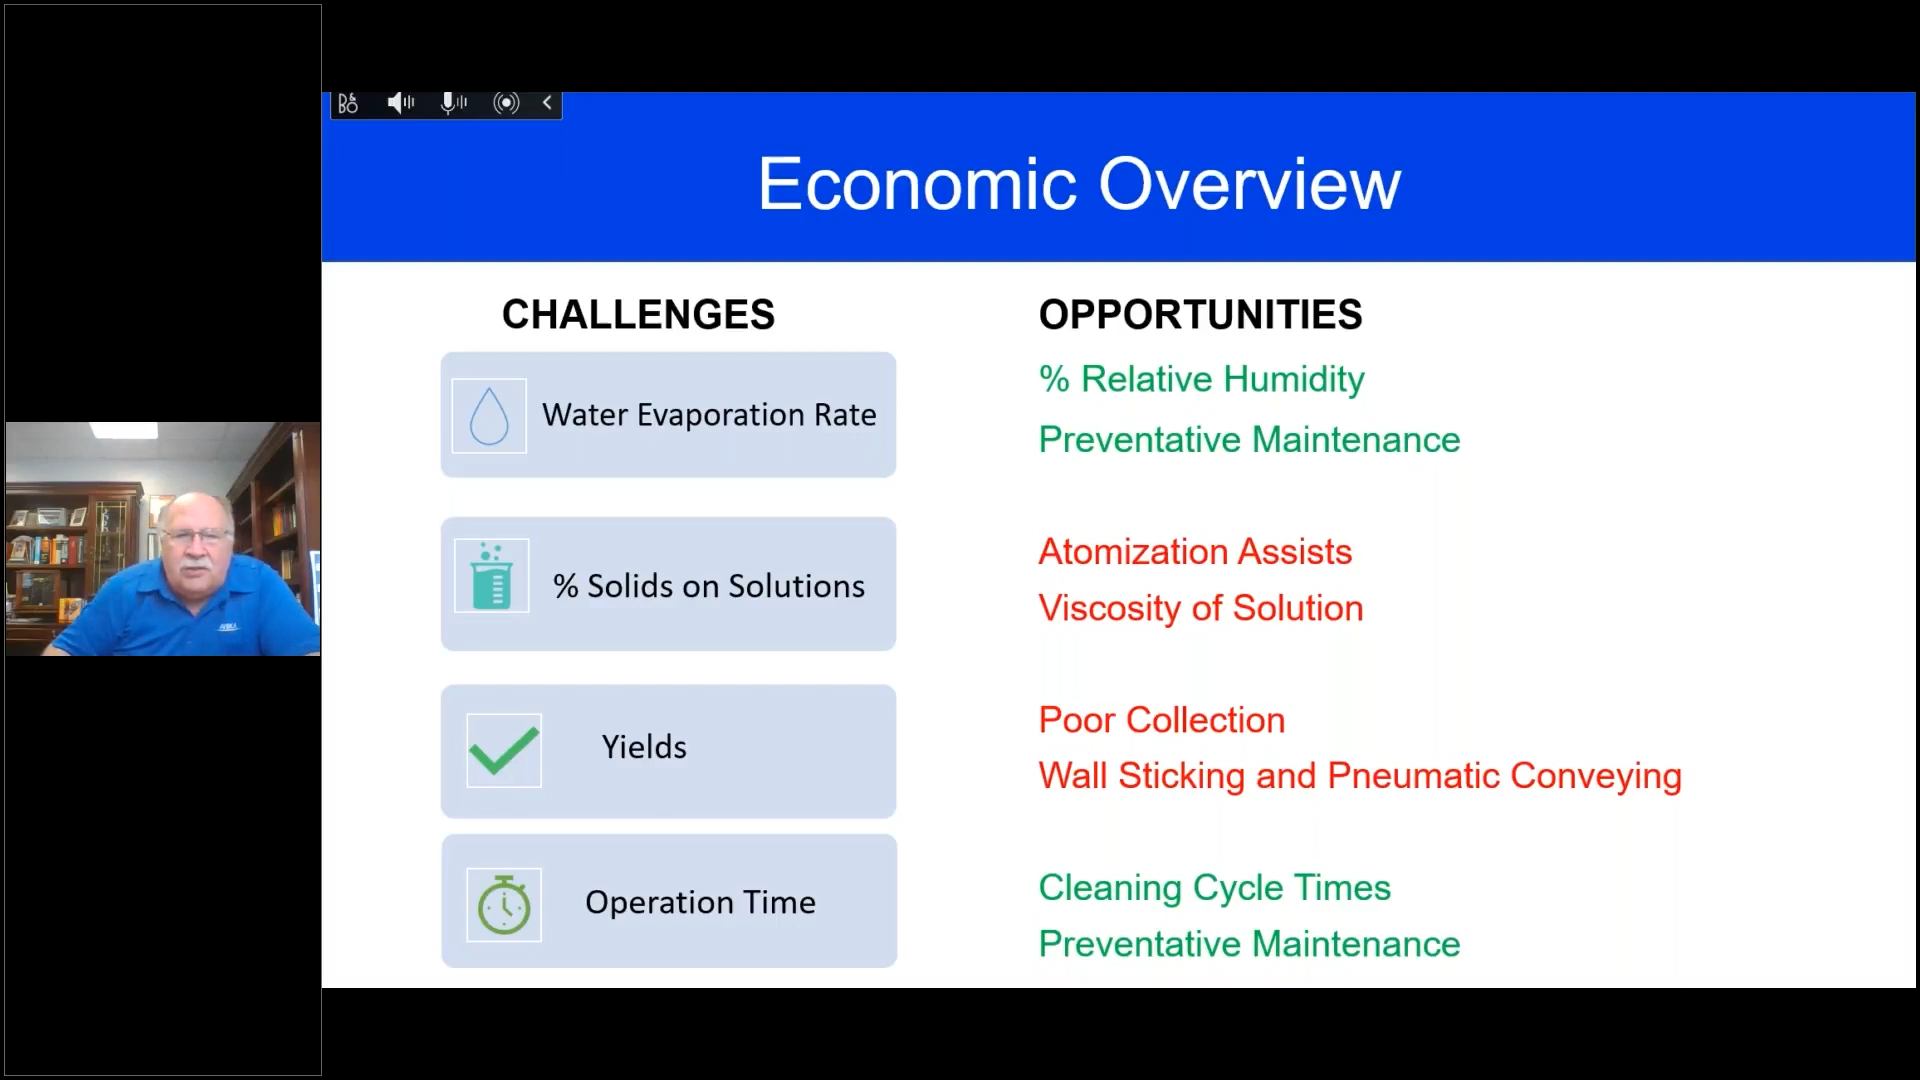 Economic Overview
CHALLENGES
OPPORTUNITIES
Water Evaporation Rate
% Relative Humidity
Preventative Maintenance
% Solids on Solutions
Atomization Assists
Viscosity of Solution
Yields
Poor Collection
Wall Sticking and Pneumatic Conveying
Operation Time
Cleaning Cycle Times
Preventative Maintenance